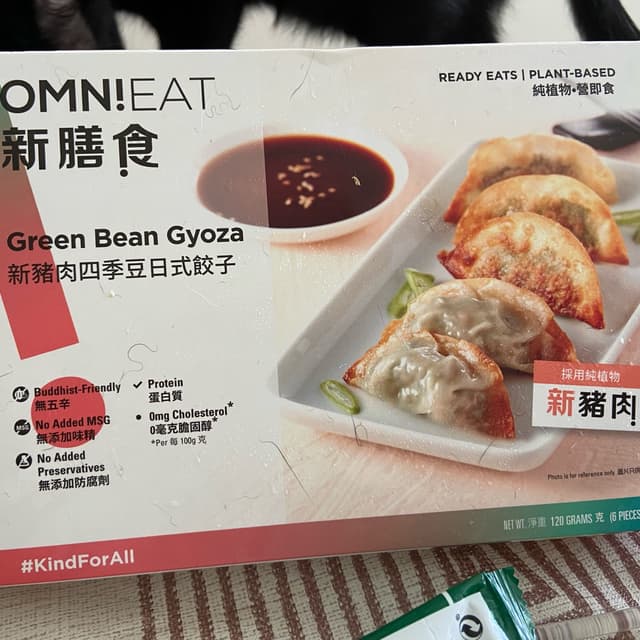 OMN!EAT
新膳食
READY EATS | PLANT-BASED
純植物•營即食
Green Bean Gyoza
新豬肉四季豆日式餃子
Buddhist-Friendly
無五辛
No Added MSG
無添加味精
No Added
Preservatives
無添加防腐劑
Protein
蛋白質
0mg Cholesterol*
0毫克膽固醇*
*Per 每 100g 克
採用純植物
新豬肉
Photo is for reference only
NET WT. 淨重 120 GRAMS 克 (6 PIECES
#KindForAll